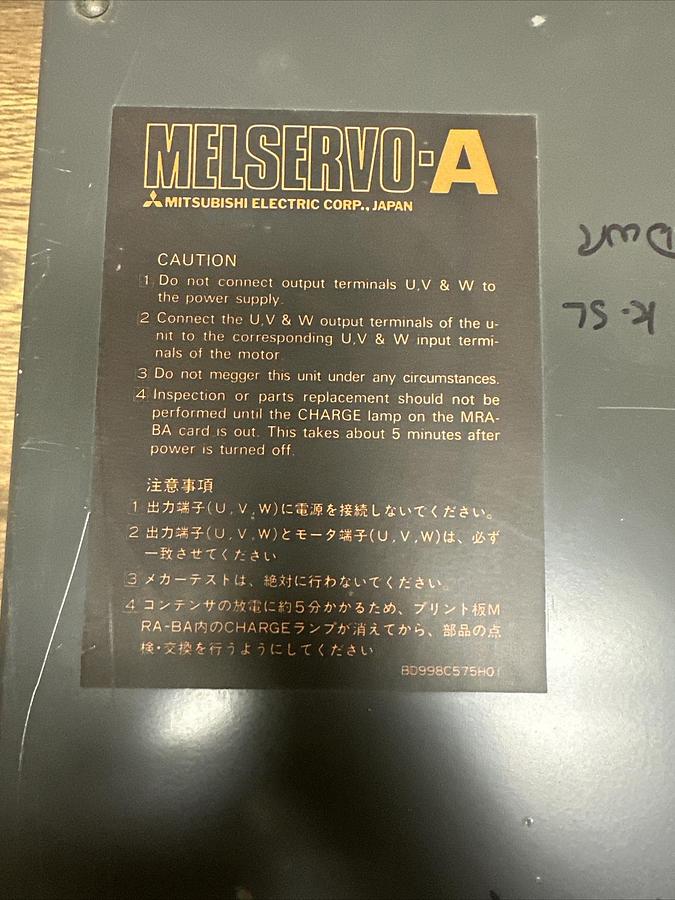 MELSERVO-A
MITSUBISHI ELECTRIC CORP., JAPAN
CAUTION
1 Do not connect output terminals U,V & W to
the power supply.
2 Connect the U,V & W output terminals of the u-
nit to the corresponding U,V & W input termi-
nals of the motor
3 Do not megger this unit under any circumstances.
4 Inspection or parts replacement should not be
performed until the CHARGE lamp on the MRA-
BA card is out. This takes about 5 minutes after
power is turned off.
注意事項
1 出力端子(U,V,W)に電源を接続しないでください。
2 出力端子(U,V,W)とモータ端子(U,V,W)は、必ず
一致させてください
3 メガーテストは、絶対に行わないでください。
4 コンデンサの放電に約5分かかるため、プリント板M
RA-BA内のCHARGEランプが消えてから、部品の点
検・交換を行うようにしてください
BD998C575H01
K-SL